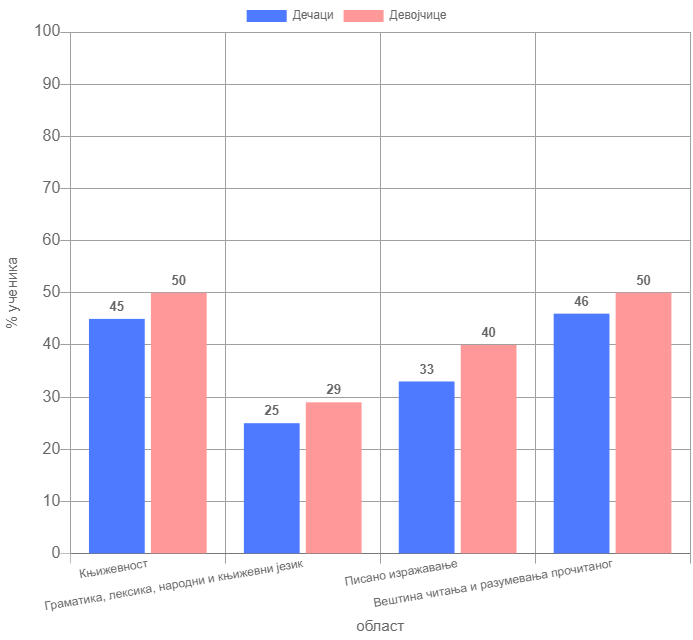 Дечаци Девојчице
100
90
80
70
60
50
40
30
20
10
0
% ученика
45 50 25 29 33 40 46 50
Књижевност
Граматика, лексика, народни и књижевни језик
Писано изражавање
Вештина читања и разумевања прочитаног
област